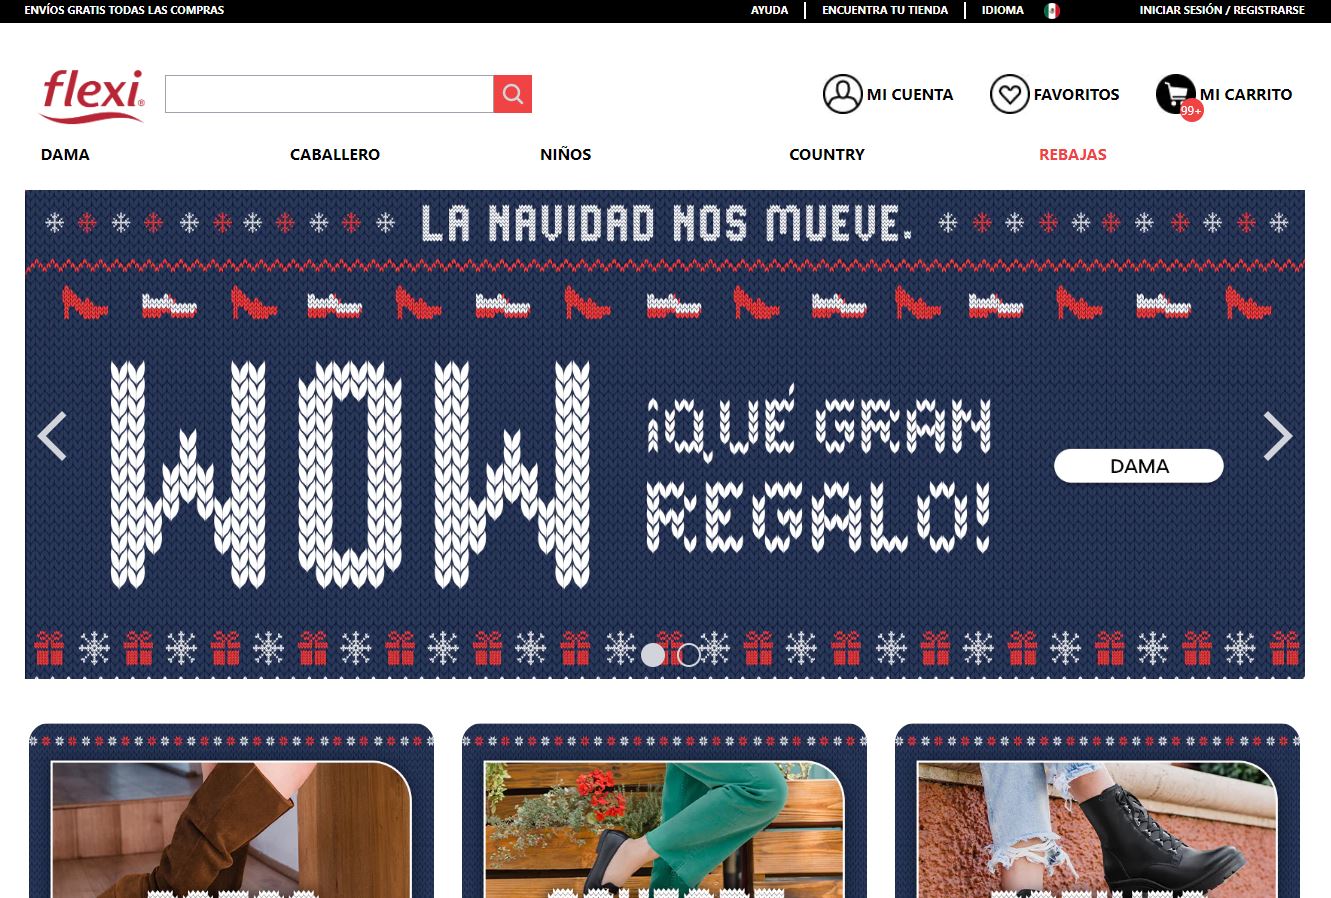 ENVÍOS GRATIS TODAS LAS COMPRAS
AYUDA
ENCUENTRA TU TIENDA
IDIOMA
INICIAR SESIÓN / REGISTRARSE
flexi®
MI CUENTA
FAVORITOS
MI CARRITO
99+
DAMA
CABALLERO
NIÑOS
COUNTRY
REBAJAS
LA NAVIDAD NOS MUEVE.
WOW
¡QUÉ GRAN
REGALO!
DAMA